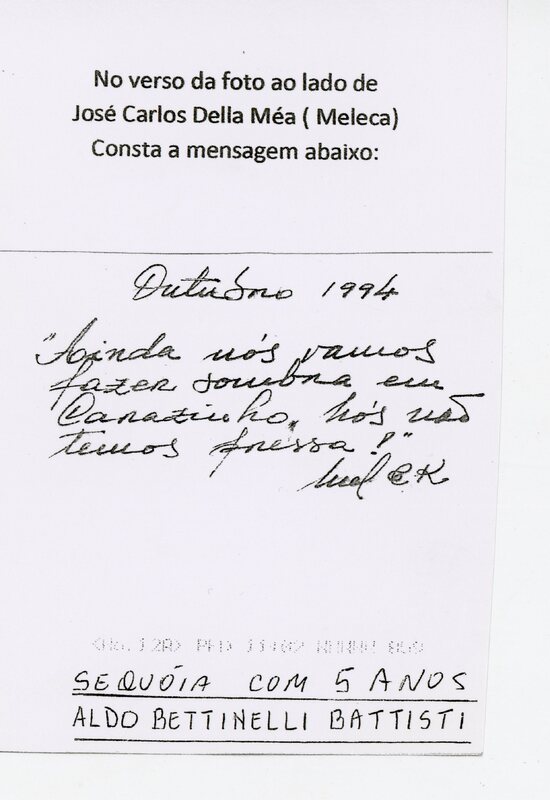 No verso da foto ao lado de
José Carlos Della Méa ( Meleca)
Consta a mensagem abaixo:
Outubro 1994
"Ainda nós vamos
fazer sombra em
Carazinho, nós não
temos pressa!"
SEQUÓIA COM 5 ANOS
ALDO BETTINELLI BATTISTI